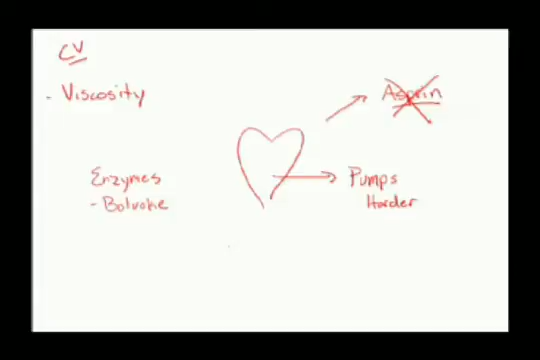 CV
- Viscosity
Aspirin
Enzymes
- Bolvoke
Pumps
Harder